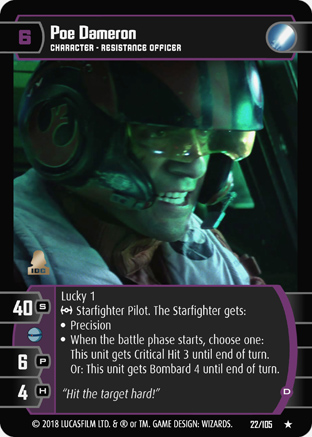 6
Poe Dameron
CHARACTER - RESISTANCE OFFICER
IDC
40 S
6 P
4 H
Lucky 1
Starfighter Pilot. The Starfighter gets:
• Precision
• When the battle phase starts, choose one:
This unit gets Critical Hit 3 until end of turn.
Or: This unit gets Bombard 4 until end of turn.
"Hit the target hard!"
D
© 2018 LUCASFILM LTD. & ® or TM. GAME DESIGN: WIZARDS. 22/105 ★